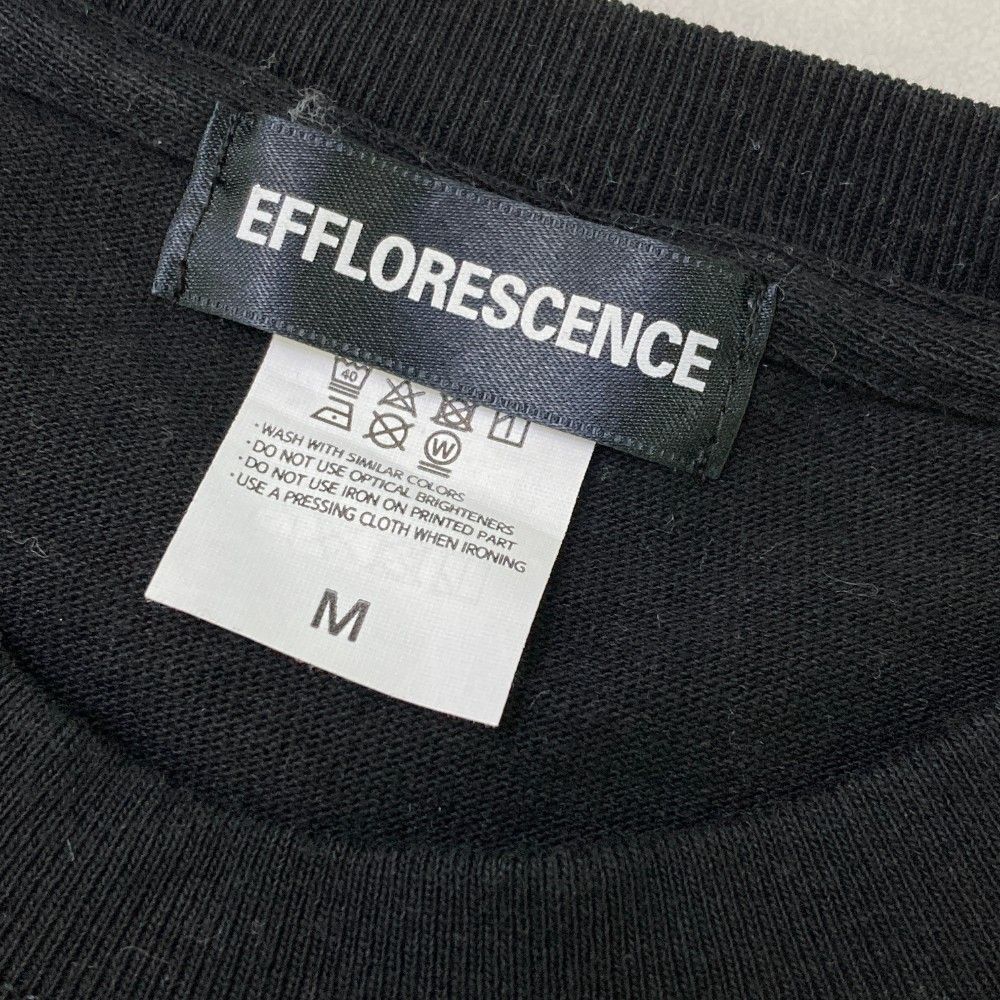 EFFLORESCENCE
40
W
·WASH WITH SIMILAR COLORS
·DO NOT USE OPTICAL BRIGHTENERS
·DO NOT USE IRON ON PRINTED PART
·USE A PRESSING CLOTH WHEN IRONING
M